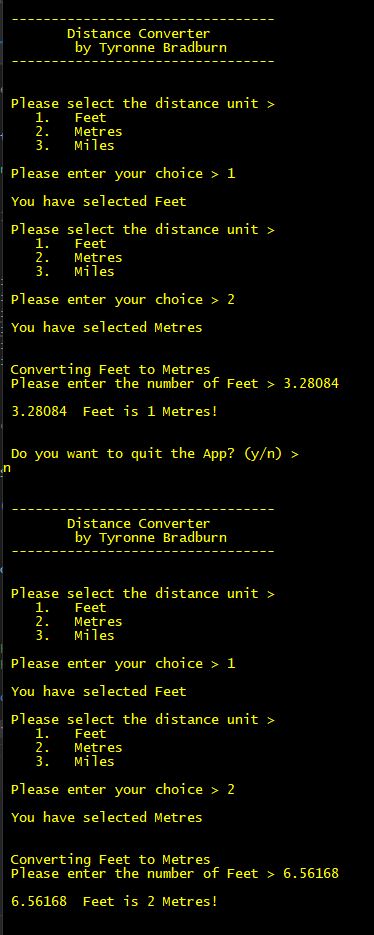 ---------------------------------
Distance Converter
by Tyronne Bradburn
---------------------------------
Please select the distance unit >
1. Feet
2. Metres
3. Miles
Please enter your choice > 1
You have selected Feet
Please select the distance unit >
1. Feet
2. Metres
3. Miles
Please enter your choice > 2
You have selected Metres
Converting Feet to Metres
Please enter the number of Feet > 3.28084
3.28084  Feet is 1 Metres!
Do you want to quit the App? (y/n) >
n
---------------------------------
Distance Converter
by Tyronne Bradburn
---------------------------------
Please select the distance unit >
1. Feet
2. Metres
3. Miles
Please enter your choice > 1
You have selected Feet
Please select the distance unit >
1. Feet
2. Metres
3. Miles
Please enter your choice > 2
You have selected Metres
Converting Feet to Metres
Please enter the number of Feet > 6.56168
6.56168  Feet is 2 Metres!